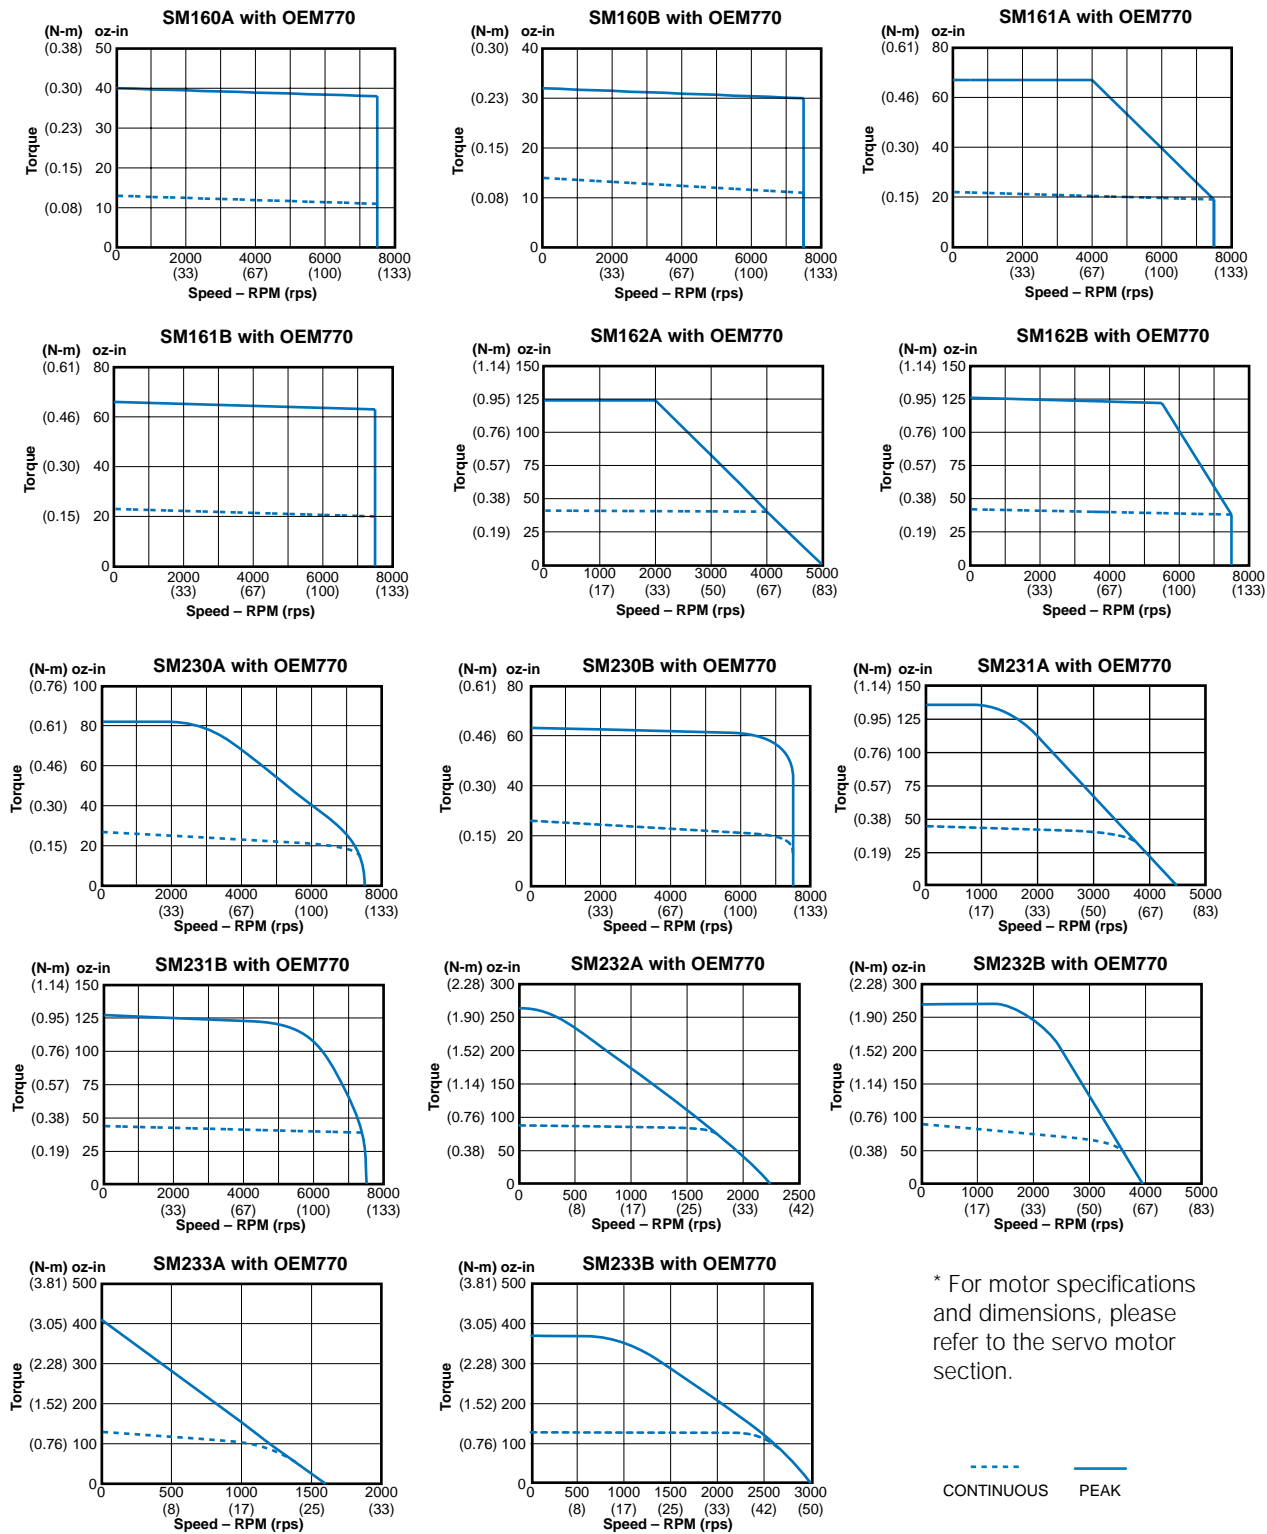 SM160A with OEM770
(N-m) oz-in
(0.38) 50
(0.30) 40
(0.23) 30
(0.15) 20
(0.08) 10
0
Torque
0 2000 4000 6000 8000
(33) (67) (100) (133)
Speed – RPM (rps)
SM160B with OEM770
(N-m) oz-in
(0.30) 40
(0.23) 30
(0.15) 20
(0.08) 10
0
Torque
0 2000 4000 6000 8000
(33) (67) (100) (133)
Speed – RPM (rps)
SM161A with OEM770
(N-m) oz-in
(0.61) 80
(0.46) 60
(0.30) 40
(0.15) 20
0
Torque
0 2000 4000 6000 8000
(33) (67) (100) (133)
Speed – RPM (rps)
SM161B with OEM770
(N-m) oz-in
(0.61) 80
(0.46) 60
(0.30) 40
(0.15) 20
0
Torque
0 2000 4000 6000 8000
(33) (67) (100) (133)
Speed – RPM (rps)
SM162A with OEM770
(N-m) oz-in
(1.14) 150
(0.95) 125
(0.76) 100
(0.57) 75
(0.38) 50
(0.19) 25
0
Torque
0 1000 2000 3000 4000 5000
(17) (33) (50) (67) (83)
Speed – RPM (rps)
SM162B with OEM770
(N-m) oz-in
(1.14) 150
(0.95) 125
(0.76) 100
(0.57) 75
(0.38) 50
(0.19) 25
0
Torque
0 2000 4000 6000 8000
(33) (67) (100) (133)
Speed – RPM (rps)
SM230A with OEM770
(N-m) oz-in
(0.76) 100
(0.61) 80
(0.46) 60
(0.30) 40
(0.15) 20
0
Torque
0 2000 4000 6000 8000
(33) (67) (100) (133)
Speed – RPM (rps)
SM230B with OEM770
(N-m) oz-in
(0.61) 80
(0.46) 60
(0.30) 40
(0.15) 20
0
Torque
0 2000 4000 6000 8000
(33) (67) (100) (133)
Speed – RPM (rps)
SM231A with OEM770
(N-m) oz-in
(1.14) 150
(0.95) 125
(0.76) 100
(0.57) 75
(0.38) 50
(0.19) 25
0
Torque
0 1000 2000 3000 4000 5000
(17) (33) (50) (67) (83)
Speed – RPM (rps)
SM231B with OEM770
(N-m) oz-in
(1.14) 150
(0.95) 125
(0.76) 100
(0.57) 75
(0.38) 50
(0.19) 25
0
Torque
0 2000 4000 6000 8000
(33) (67) (100) (133)
Speed – RPM (rps)
SM232A with OEM770
(N-m) oz-in
(2.28) 300
(1.90) 250
(1.52) 200
(1.14) 150
(0.76) 100
(0.38) 50
0
Torque
0 500 1000 1500 2000 2500
(8) (17) (25) (33) (42)
Speed – RPM (rps)
SM232B with OEM770
(N-m) oz-in
(2.28) 300
(1.90) 250
(1.52) 200
(1.14) 150
(0.76) 100
(0.38) 50
0
Torque
0 1000 2000 3000 4000 5000
(17) (33) (50) (67) (83)
Speed – RPM (rps)
SM233A with OEM770
(N-m) oz-in
(3.81) 500
(3.05) 400
(2.28) 300
(1.52) 200
(0.76) 100
0
Torque
0 500 1000 1500 2000
(8) (17) (25) (33)
Speed – RPM (rps)
SM233B with OEM770
(N-m) oz-in
(3.81) 500
(3.05) 400
(2.28) 300
(1.52) 200
(0.76) 100
0
Torque
0 500 1000 1500 2000 2500 3000
(8) (17) (25) (33) (42) (50)
Speed – RPM (rps)
* For motor specifications
and dimensions, please
refer to the servo motor
section.
CONTINUOUS PEAK